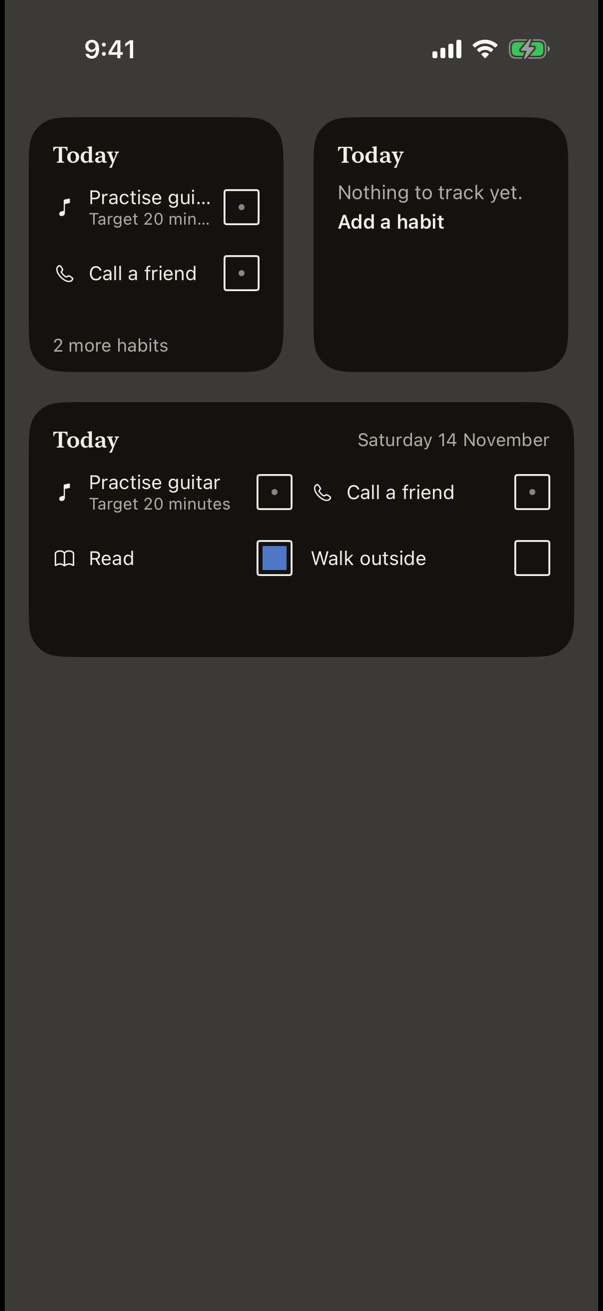 9:41
Today
Practise gui...
Target 20 min...
Call a friend
2 more habits
Today
Nothing to track yet.
Add a habit
Today
Saturday 14 November
Practise guitar
Target 20 minutes
Call a friend
Read
Walk outside